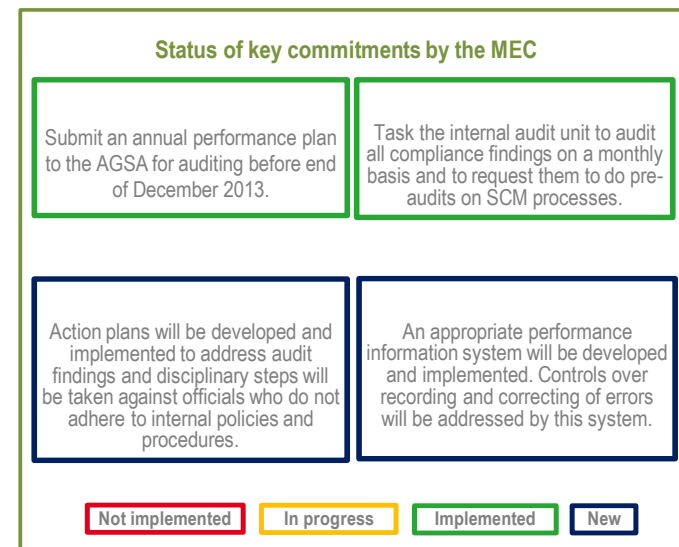 Status of key commitments by the MEC
Submit an annual performance plan
to the AGSA for auditing before end
of December 2013.
Task the internal audit unit to audit
all compliance findings on a monthly
basis and to request them to do pre-
audits on SCM processes.
Action plans will be developed and
implemented to address audit
findings and disciplinary steps will
be taken against officials who do not
adhere to internal policies and
procedures.
An appropriate performance
information system will be developed
and implemented. Controls over
recording and correcting of errors
will be addressed by this system.
Not implemented In progress Implemented New